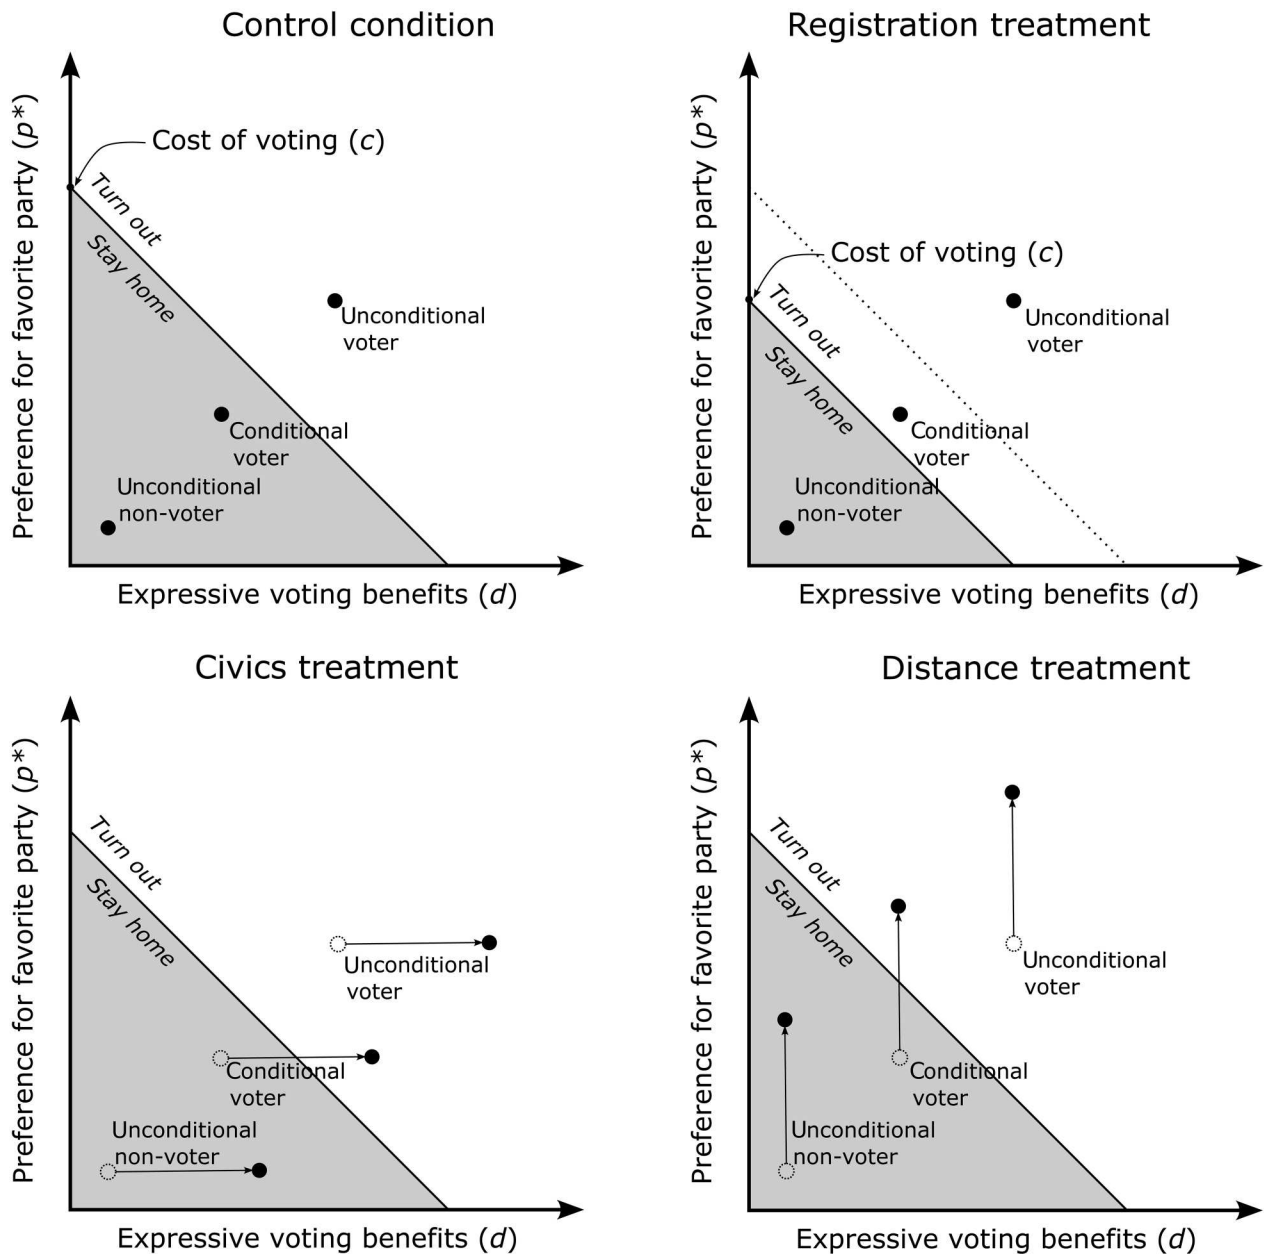 Control condition
Preference for favorite party (p*)
Cost of voting (c)
Turn out
Stay home
Unconditional
voter
Conditional
voter
Unconditional
non-voter
Expressive voting benefits (d)
Registration treatment
Preference for favorite party (p*)
Cost of voting (c)
Turn out
Stay home
Unconditional
voter
Conditional
voter
Unconditional
non-voter
Expressive voting benefits (d)
Civics treatment
Preference for favorite party (p*)
Turn out
Stay home
Unconditional
voter
Conditional
voter
Unconditional
non-voter
Expressive voting benefits (d)
Distance treatment
Preference for favorite party (p*)
Turn out
Stay home
Unconditional
voter
Conditional
voter
Unconditional
non-voter
Expressive voting benefits (d)